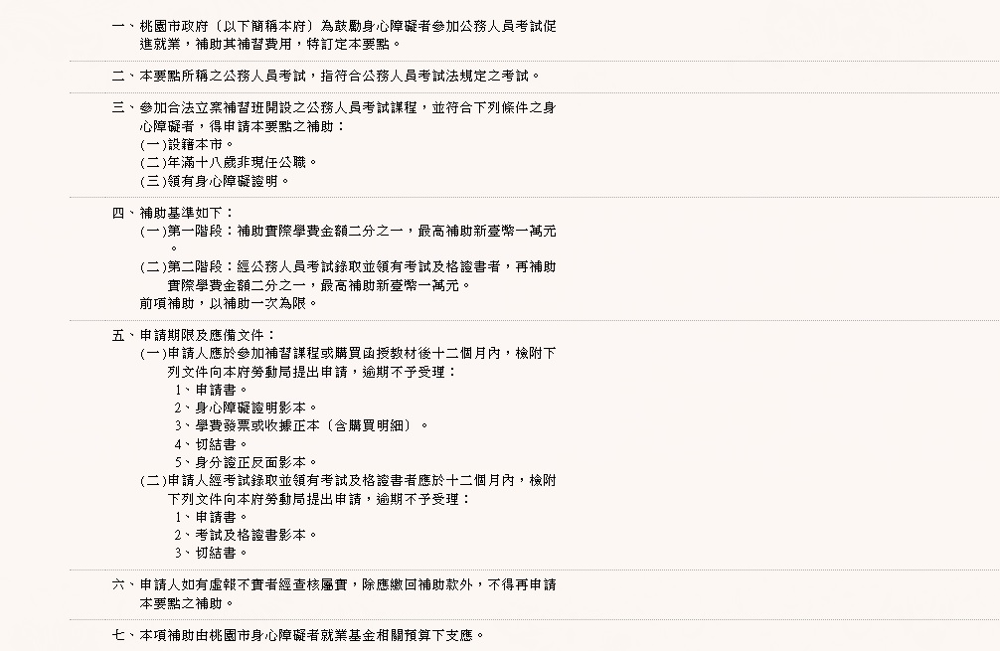 一、桃園市政府（以下簡稱本府）為鼓勵身心障礙者參加公務人員考試促
進就業，補助其補習費用，特訂定本要點。
二、本要點所稱之公務人員考試，指符合公務人員考試法規定之考試。
三、參加合法立案補習班開設之公務人員考試課程，並符合下列條件之身
心障礙者，得申請本要點之補助：
(一)設籍本市。
(二)年滿十八歲非現任公職。
(三)領有身心障礙證明。
四、補助基準如下：
(一)第一階段：補助實際學費金額二分之一，最高補助新臺幣一萬元
。
(二)第二階段：經公務人員考試錄取並領有考試及格證書者，再補助
實際學費金額二分之一，最高補助新臺幣一萬元。
前項補助，以補助一次為限。
五、申請期限及應備文件：
(一)申請人應於參加補習課程或購買函授教材後十二個月內，檢附下
列文件向本府勞動局提出申請，逾期不予受理：
1、申請書。
2、身心障礙證明影本。
3、學費發票或收據正本（含購買明細）。
4、切結書。
5、身分證正反面影本。
(二)申請人經考試錄取並領有考試及格證書者應於十二個月內，檢附
下列文件向本府勞動局提出申請，逾期不予受理：
1、申請書。
2、考試及格證書影本。
3、切結書。
六、申請人如有虛報不實者經查核屬實，除應繳回補助款外，不得再申請
本要點之補助。
七、本項補助由桃園市身心障礙者就業基金相關預算下支應。